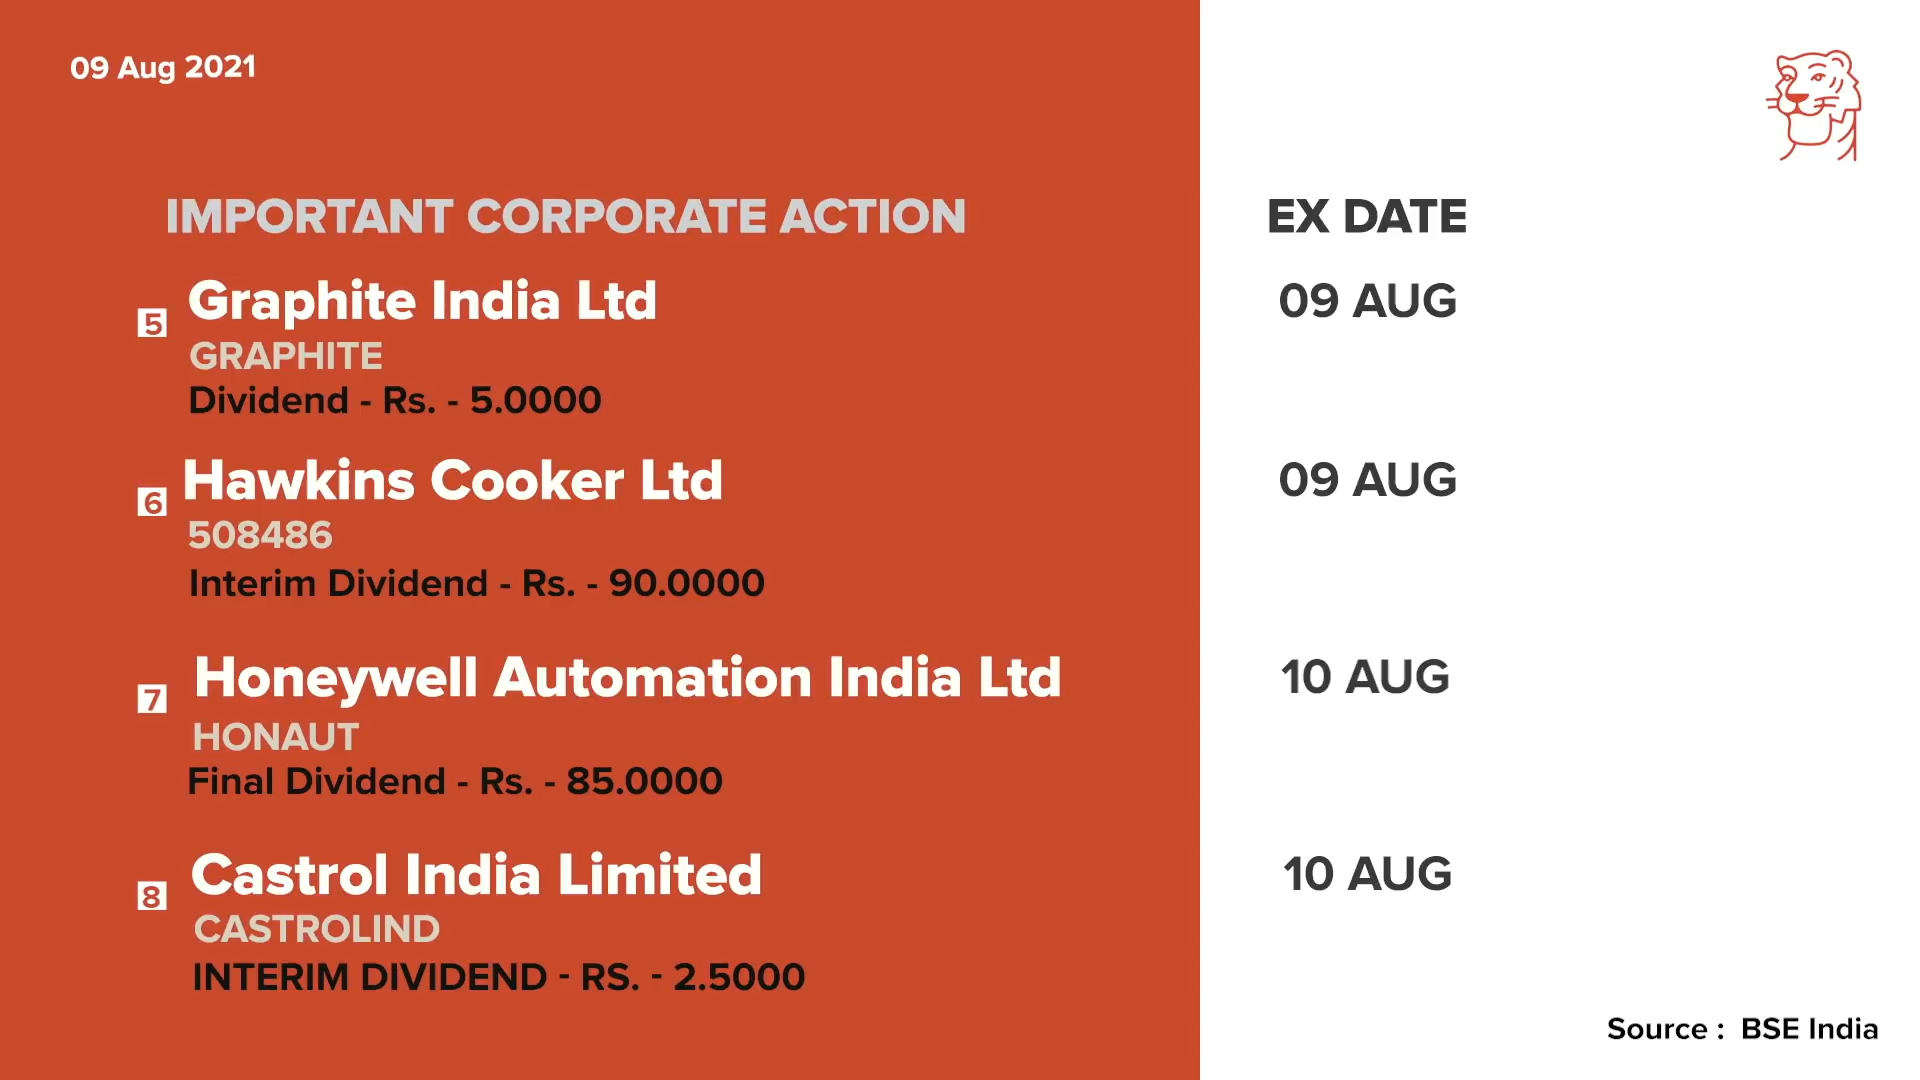 09 Aug 2021
IMPORTANT CORPORATE ACTION
EX DATE
5
Graphite India Ltd
09 AUG
GRAPHITE
Dividend - Rs. - 5.0000
6
Hawkins Cooker Ltd
09 AUG
508486
Interim Dividend - Rs. - 90.0000
7
Honeywell Automation India Ltd
10 AUG
HONAUT
Final Dividend - Rs. - 85.0000
8
Castrol India Limited
10 AUG
CASTROLIND
INTERIM DIVIDEND - RS. - 2.5000
Source :  BSE India